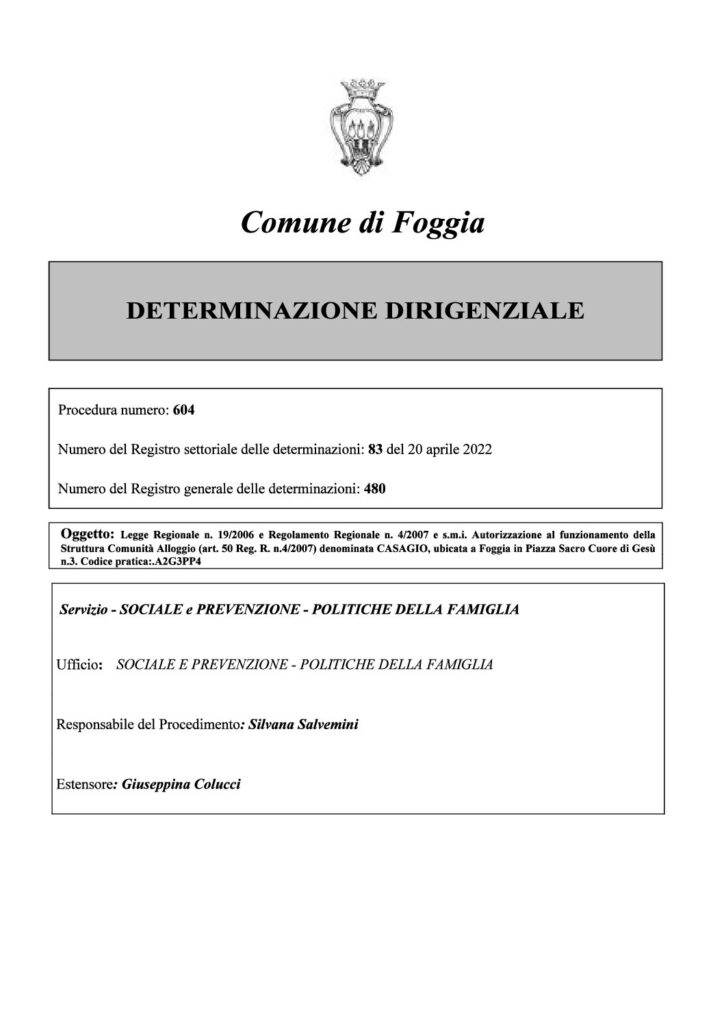 Comune di Foggia
DETERMINAZIONE DIRIGENZIALE
Procedura numero: 604
Numero del Registro settoriale delle determinazioni: 83 del 20 aprile 2022
Numero del Registro generale delle determinazioni: 480
Oggetto: Legge Regionale n. 19/2006 e Regolamento Regionale n. 4/2007 e s.m.i. Autorizzazione al funzionamento della
Struttura Comunità Alloggio (art. 50 Reg. R. n.4/2007) denominata CASAGIO, ubicata a Foggia in Piazza Sacro Cuore di Gesù
n.3. Codice pratica:.A2G3PP4
Servizio - SOCIALE e PREVENZIONE - POLITICHE DELLA FAMIGLIA
Ufficio: SOCIALE E PREVENZIONE - POLITICHE DELLA FAMIGLIA
Responsabile del Procedimento: Silvana Salvemini
Estensore: Giuseppina Colucci